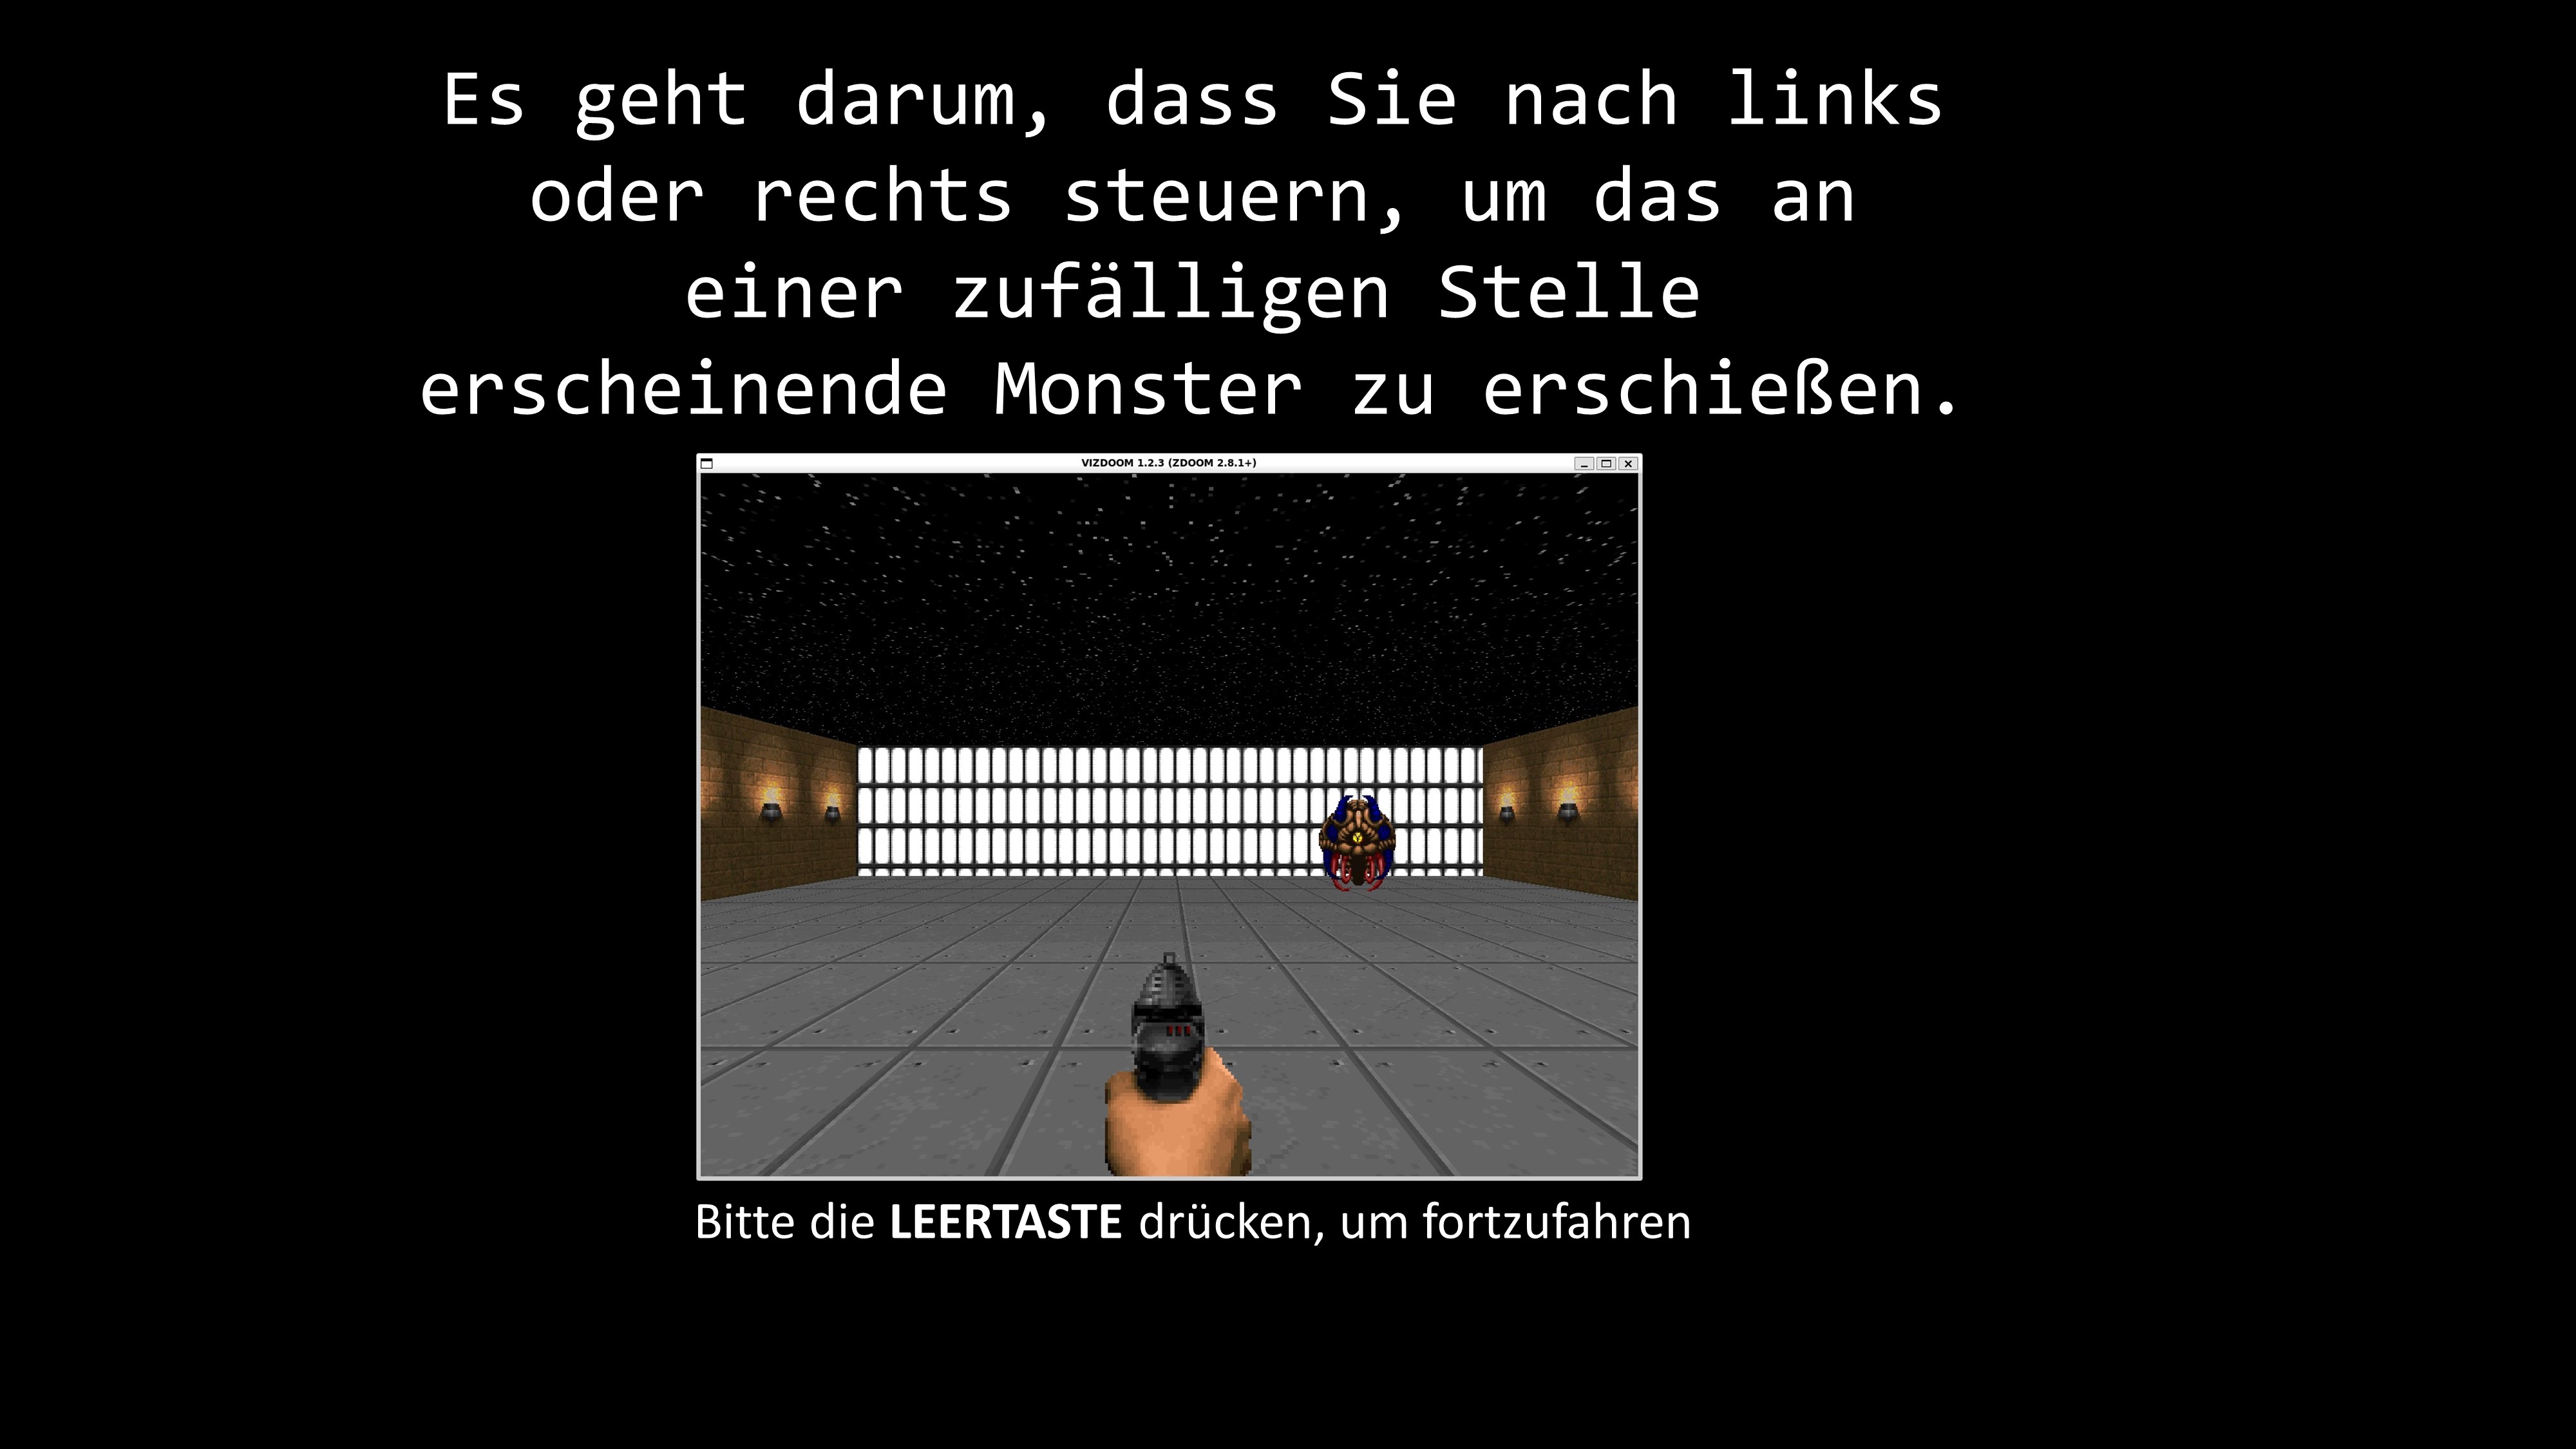 Es geht darum, dass Sie nach links
oder rechts steuern, um das an
einer zufälligen Stelle
erscheinende Monster zu erschießen.
VIZDOOM 1.2.3 (ZDOOM 2.8.1+)
Bitte die LEERTASTE drücken, um fortzufahren